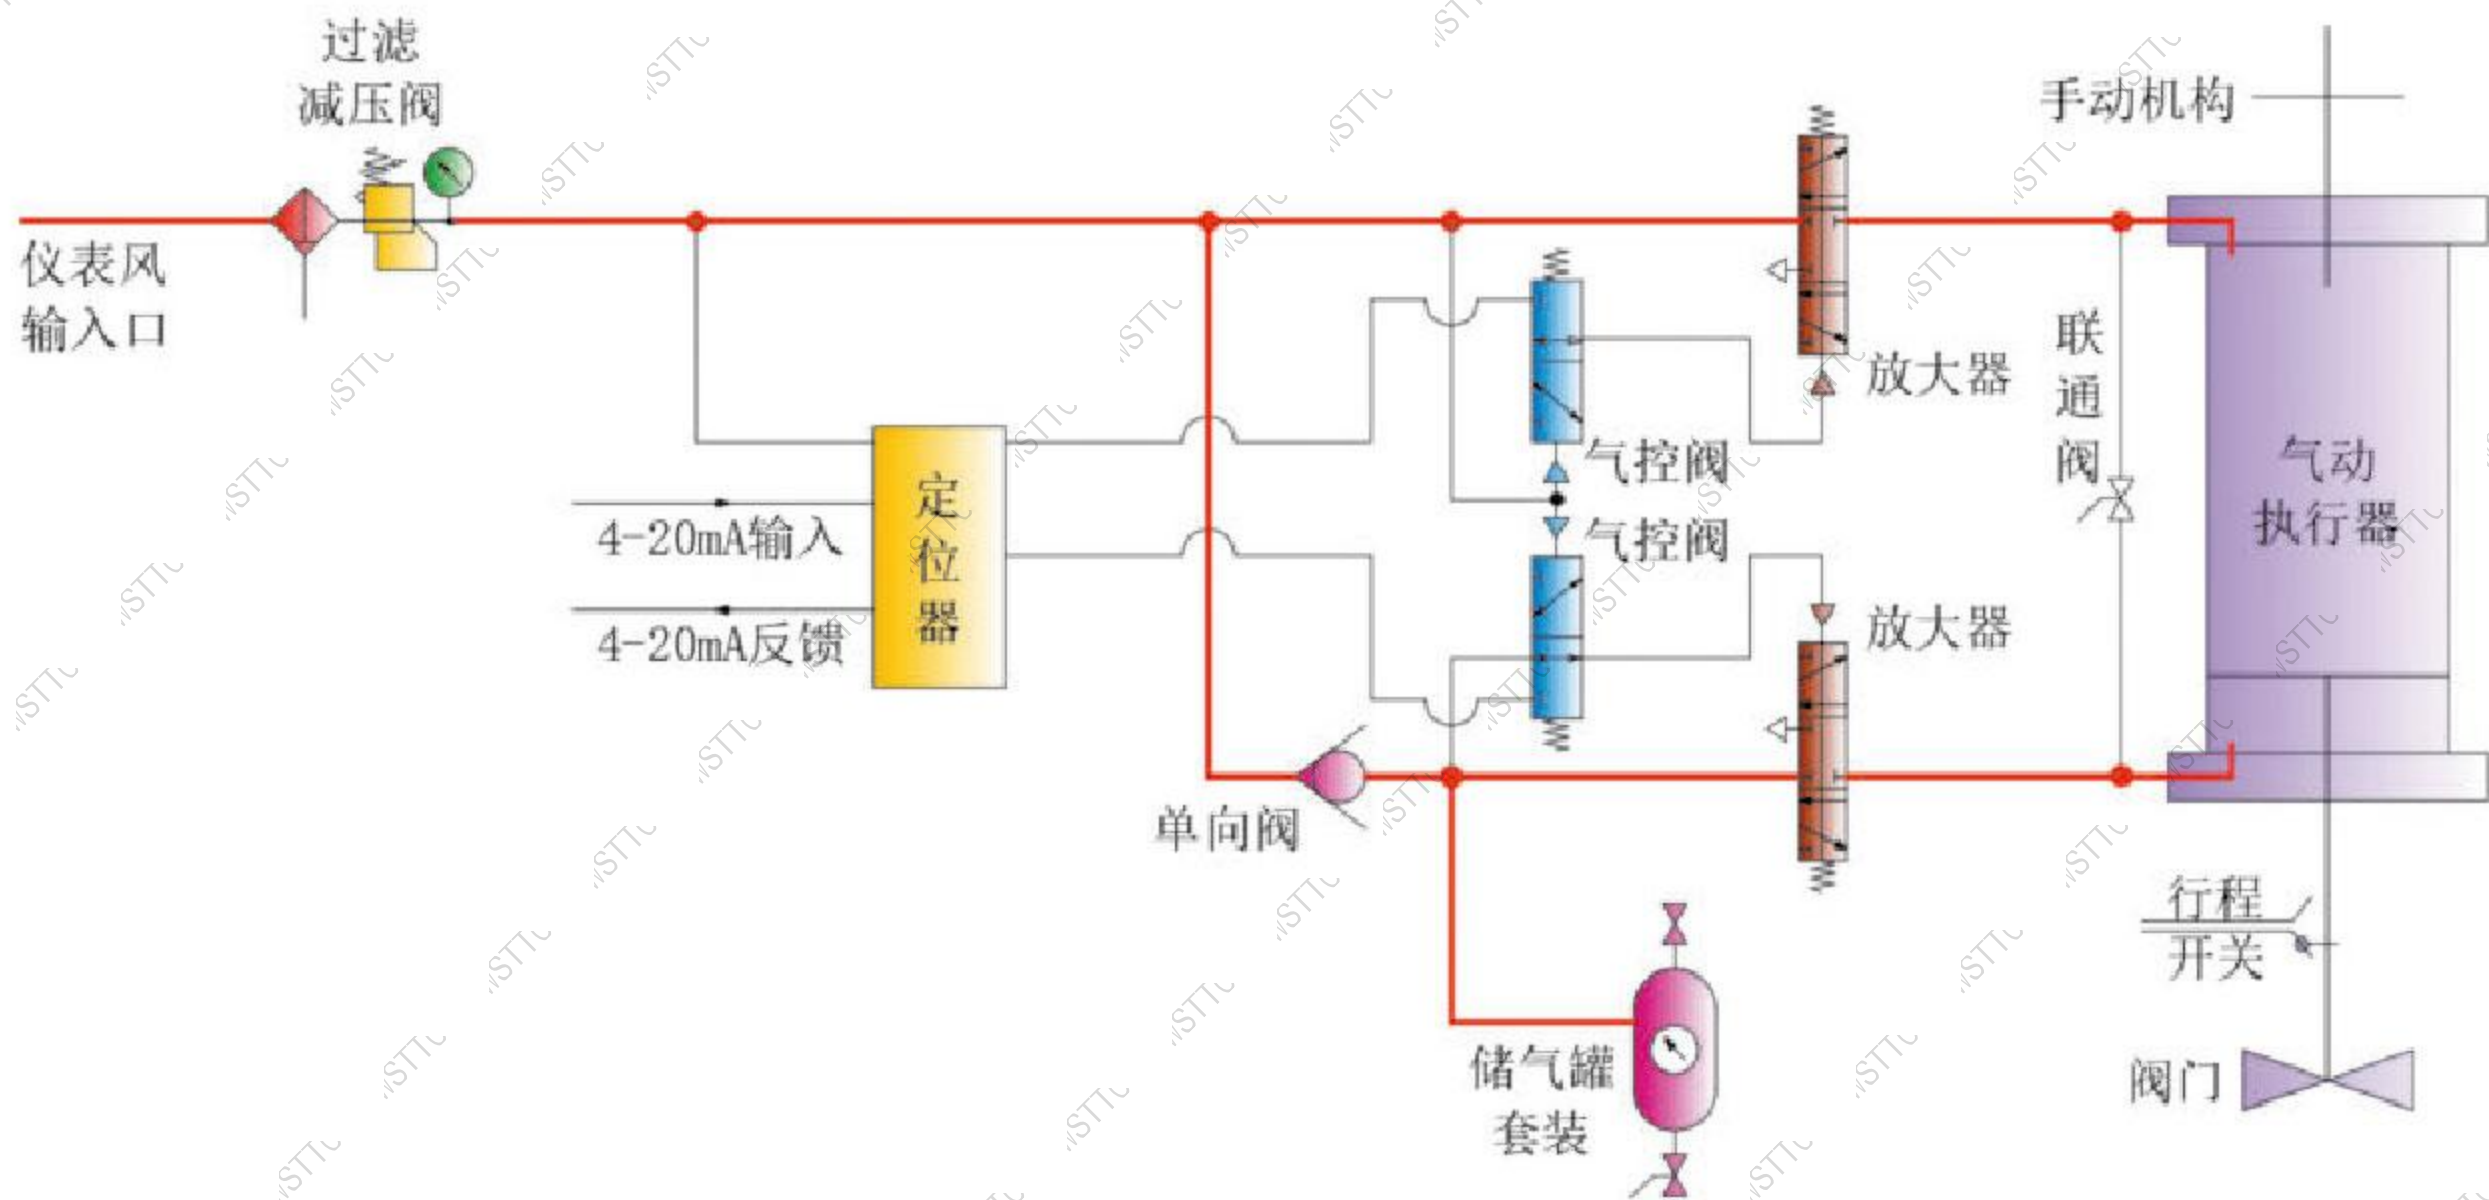 过滤
减压阀
仪表风
输入口
手动机构
放大器
联
通
阀
气动
执行器
气控阀
气控阀
定
位
器
4-20mA输入
4-20mA反馈
放大器
单向阀
行程
开关
储气罐
套装
阀门